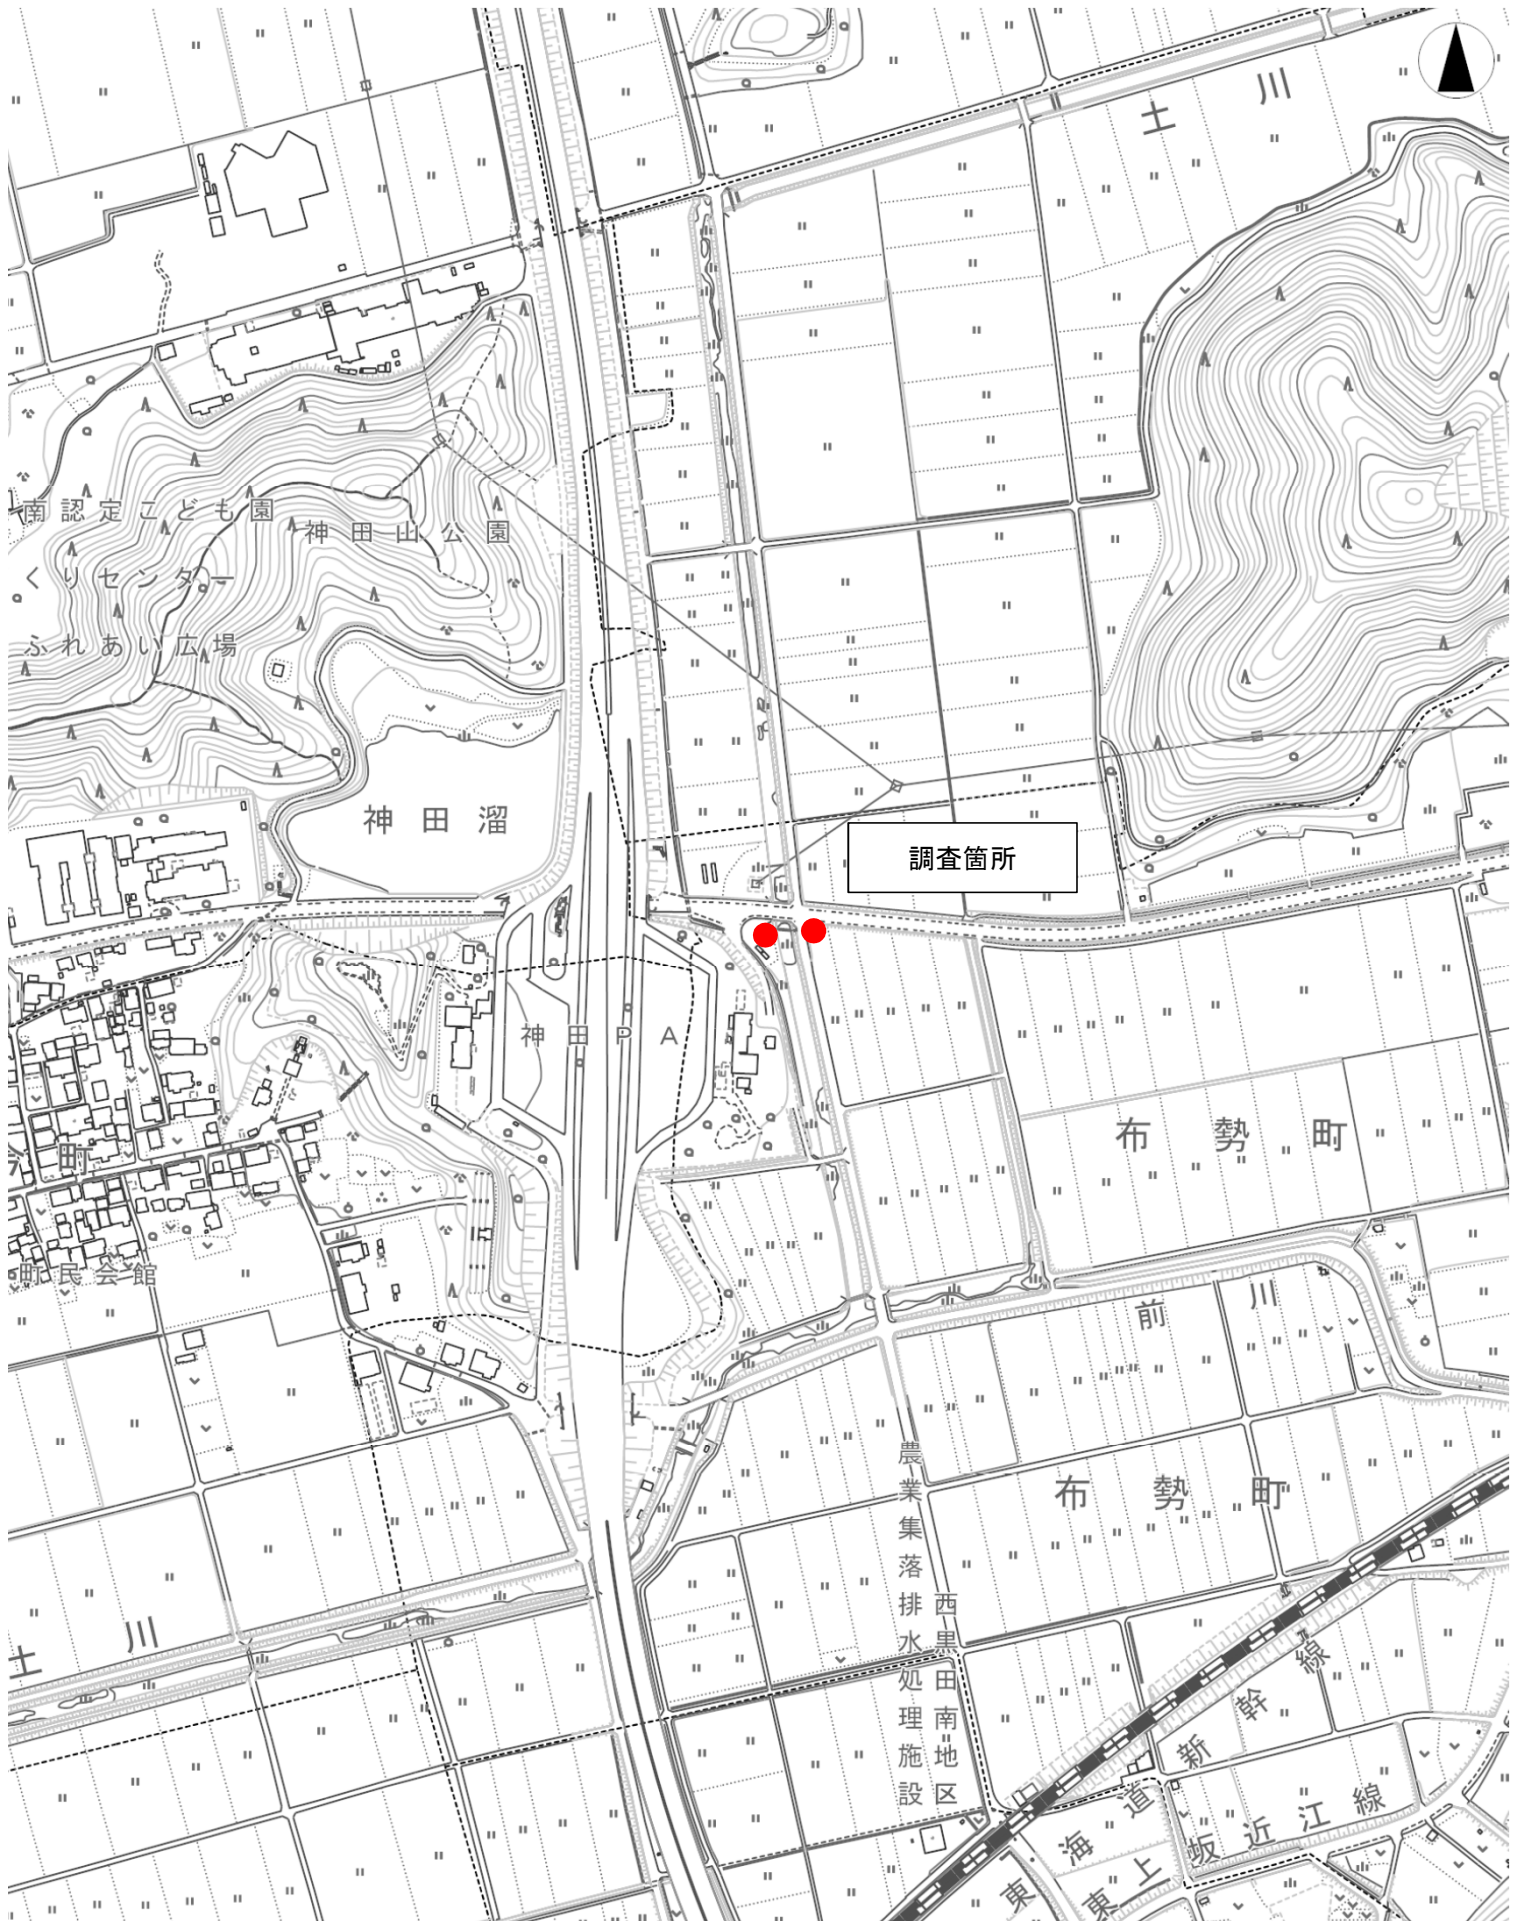 土川
南認定こども園
神田山公園
くりセンター
ふれあい広場
神田溜
調査箇所
神田PA
布勢町
町
町民会館
前川
布勢町
農業集落排水処理施設
西黒田南地区
土川
東海道新幹線
東上坂近江線